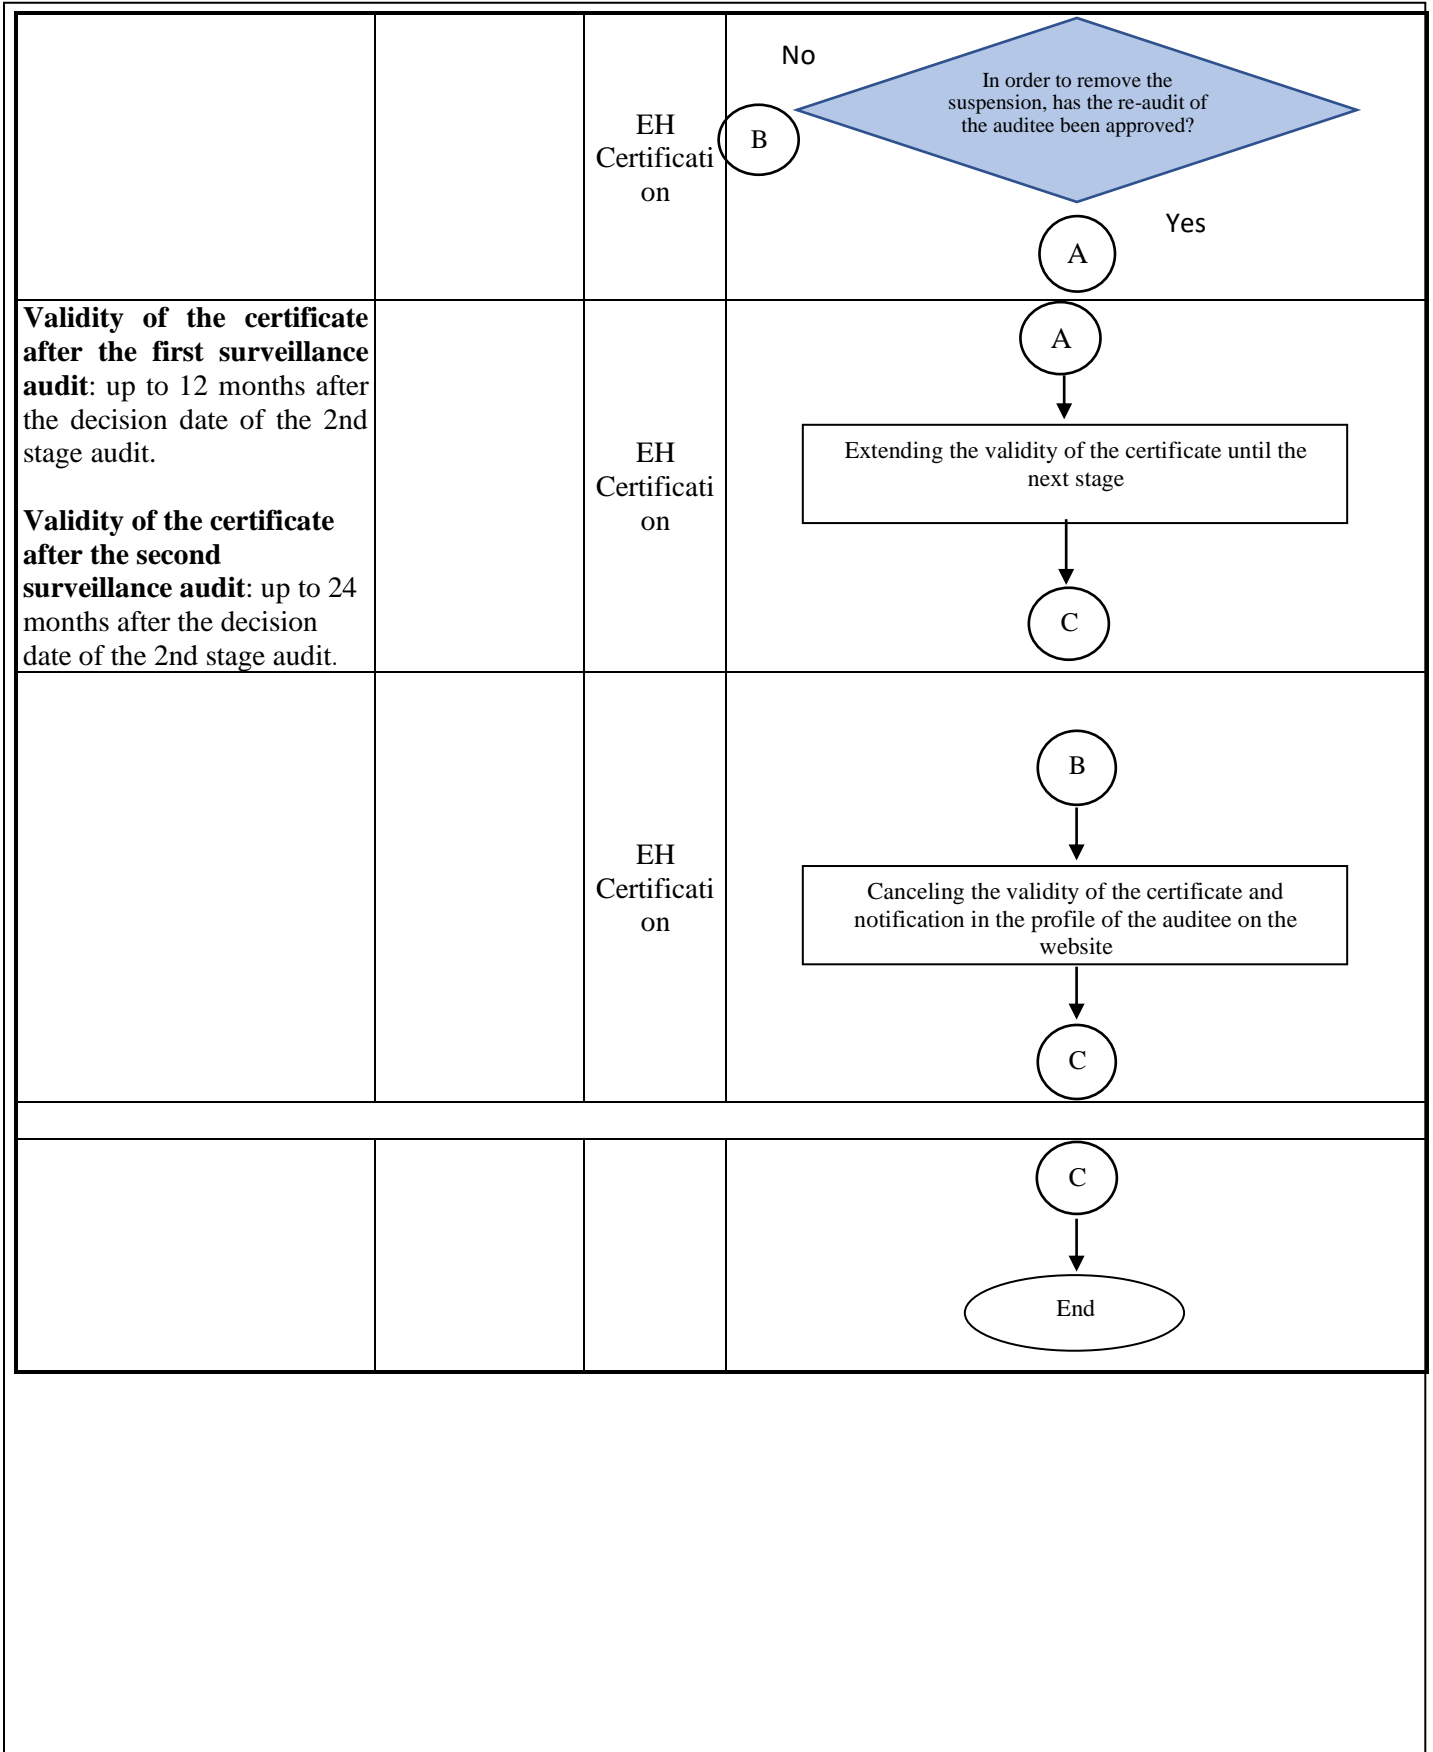 No
In order to remove the
suspension, has the re-audit of
the auditee been approved?
EH
Certificati
on
B
Yes
A
Validity of the certificate
after the first surveillance
audit: up to 12 months after
the decision date of the 2nd
stage audit.
Validity of the certificate
after the second
surveillance audit: up to 24
months after the decision
date of the 2nd stage audit.
EH
Certificati
on
A
Extending the validity of the certificate until the
next stage
C
EH
Certificati
on
B
Canceling the validity of the certificate and
notification in the profile of the auditee on the
website
C
C
End